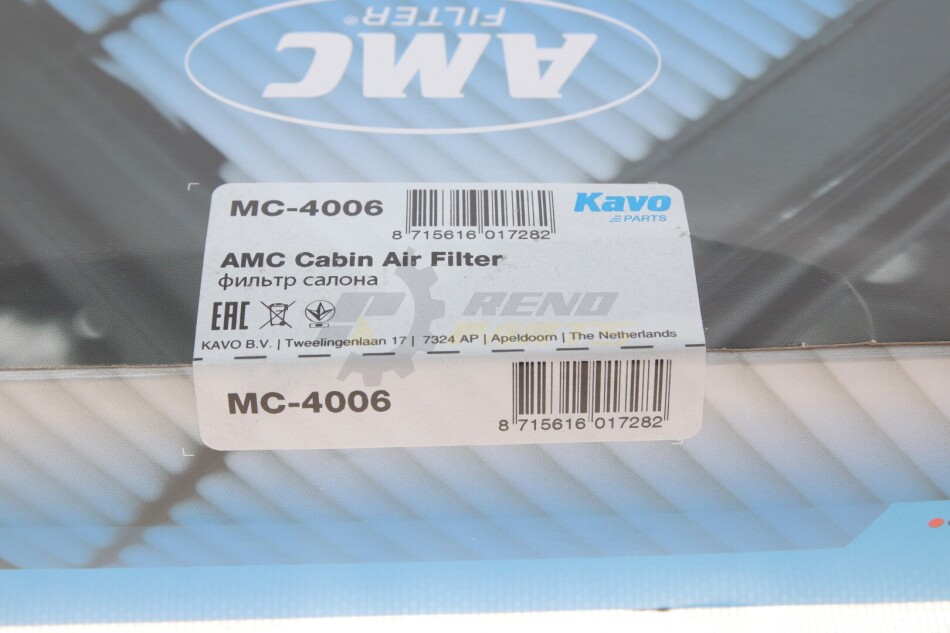 AMC
FILTER®
MC-4006
8 715616 017282
Kavo
PARTS
AMC Cabin Air Filter
фильтр салона
EAC
RENO
KAVO B.V. | Tweelingenlaan 17 | 7324 AP | Apeldoorn | The Netherlands
MC-4006
8 715616 017282